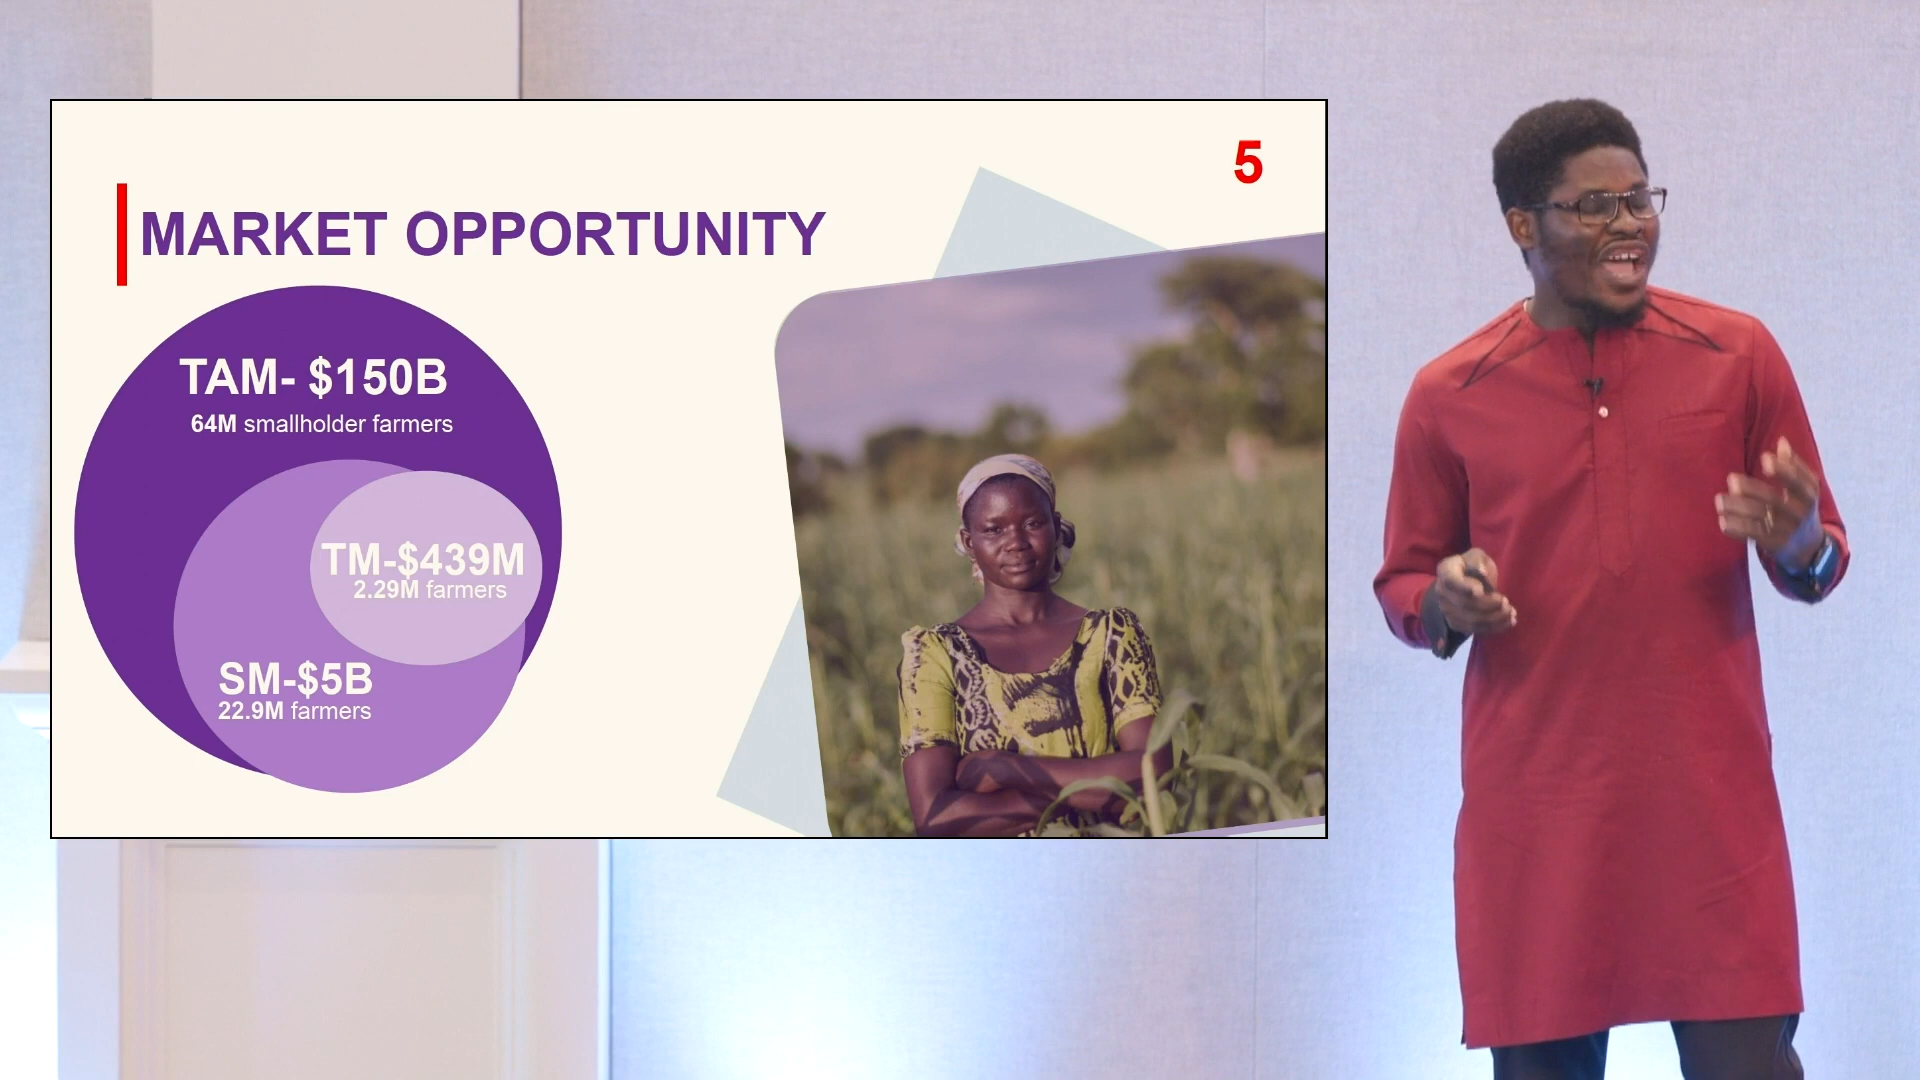 5
MARKET OPPORTUNITY
TAM- $150B
64M smallholder farmers
TM-$439M
2.29M farmers
SM-$5B
22.9M farmers